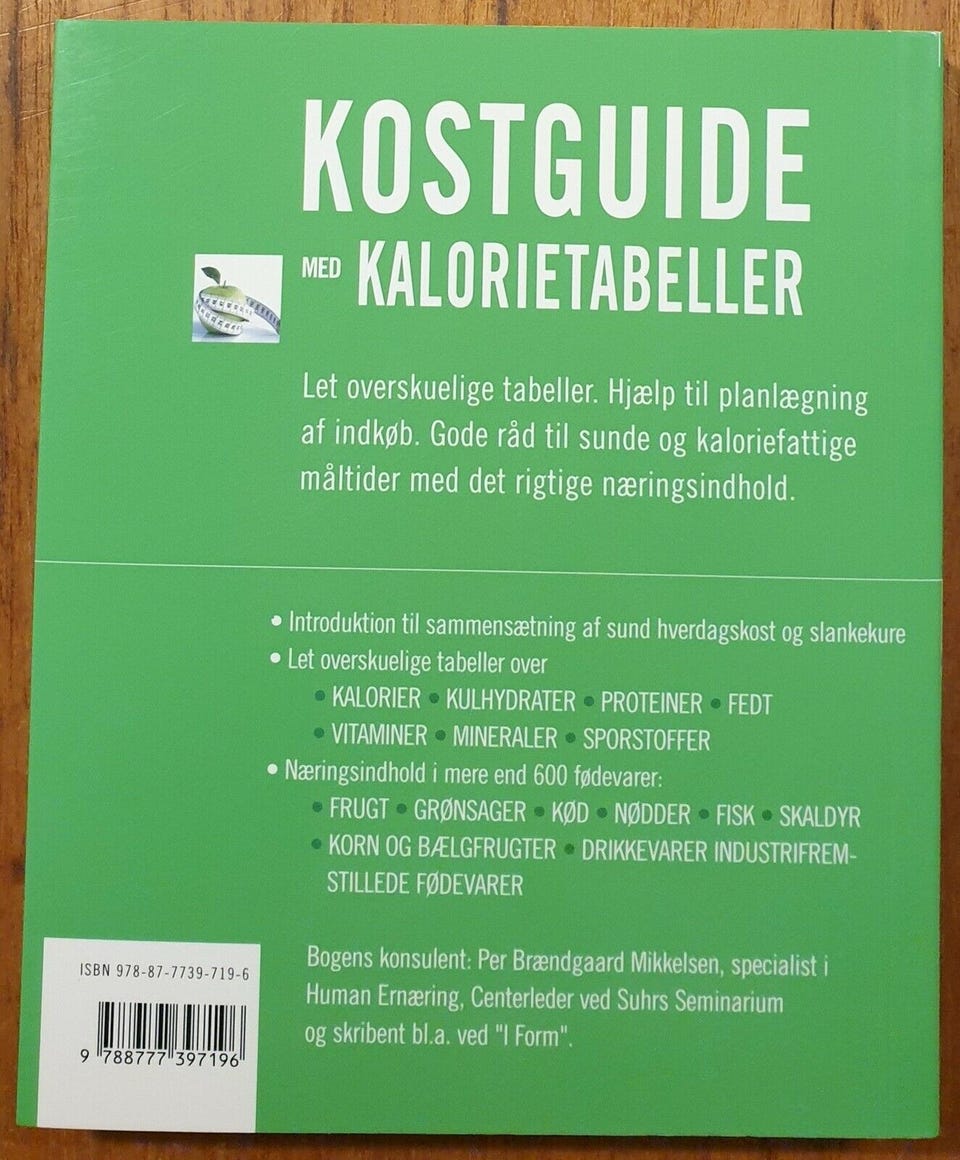 KOSTGUIDE
MED KALORIETABELLER
Let overskuelige tabeller. Hjælp til planlægning
af indkøb. Gode råd til sunde og kaloriefattige
måltider med det rigtige næringsindhold.
• Introduktion til sammensætning af sund hverdagskost og slankekure
• Let overskuelige tabeller over
• KALORIER • KULHYDRATER • PROTEINER • FEDT
• VITAMINER • MINERALER • SPORSTOFFER
• Næringsindhold i mere end 600 fødevarer:
• FRUGT • GRØNSAGER • KØD • NØDDER • FISK • SKALDYR
• KORN OG BÆLGFRUGTER • DRIKKEVARER INDUSTRIFREM-
STILLEDE FØDEVARER
Bogens konsulent: Per Brændgaard Mikkelsen, specialist i
Human Ernæring, Centerleder ved Suhrs Seminarium
og skribent bl.a. ved "I Form".
ISBN 978-87-7739-719-6
9 788777 397196